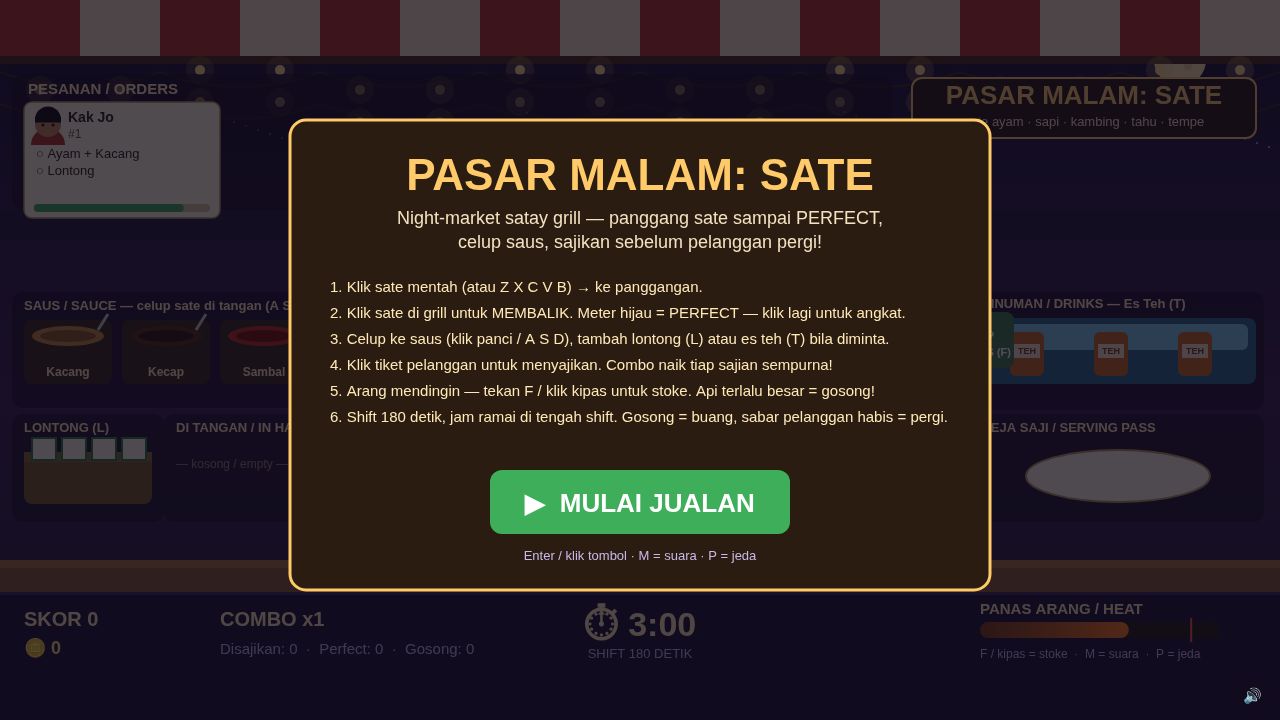 PESANAN / ORDERS
Kak Jo
#1
○ Ayam + Kacang
○ Lontong
PASAR MALAM: SATE
ayam · sapi · kambing · tahu · tempe
PASAR MALAM: SATE
Night-market satay grill — panggang sate sampai PERFECT,
celup saus, sajikan sebelum pelanggan pergi!
1. Klik sate mentah (atau Z X C V B) → ke panggangan.
2. Klik sate di grill untuk MEMBALIK. Meter hijau = PERFECT — klik lagi untuk angkat.
3. Celup ke saus (klik panci / A S D), tambah lontong (L) atau es teh (T) bila diminta.
4. Klik tiket pelanggan untuk menyajikan. Combo naik tiap sajian sempurna!
5. Arang mendingin — tekan F / klik kipas untuk stoke. Api terlalu besar = gosong!
6. Shift 180 detik, jam ramai di tengah shift. Gosong = buang, sabar pelanggan habis = pergi.
▶ MULAI JUALAN
Enter / klik tombol · M = suara · P = jeda
SAUS / SAUCE — celup sate di tangan (A S
Kacang
Kecap
Sambal
INUMAN / DRINKS — Es Teh (T)
(F)
TEH
TEH
TEH
LONTONG (L)
DI TANGAN / IN HA
— kosong / empty —
EJA SAJI / SERVING PASS
SKOR 0
0
COMBO x1
Disajikan: 0 · Perfect: 0 · Gosong: 0
3:00
SHIFT 180 DETIK
PANAS ARANG / HEAT
F / kipas = stoke · M = suara · P = jeda